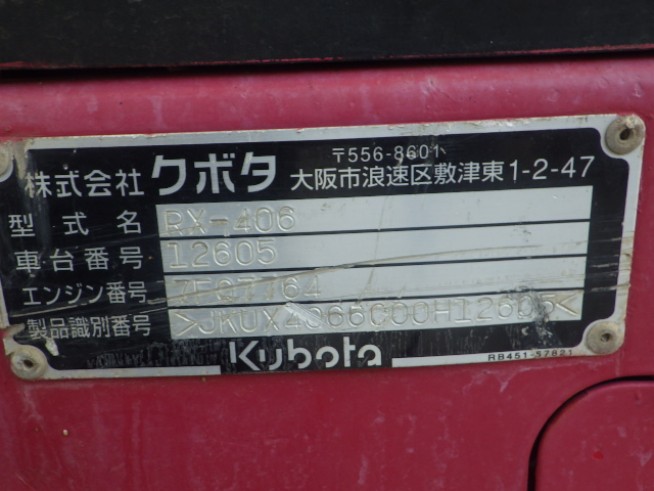 〒556-8601
株式会社 クボタ 大阪市浪速区敷津東1-2-47
型式名 RX-406
車台番号 12605
エンジン番号
製品識別番号
Kubota
RB451-57821